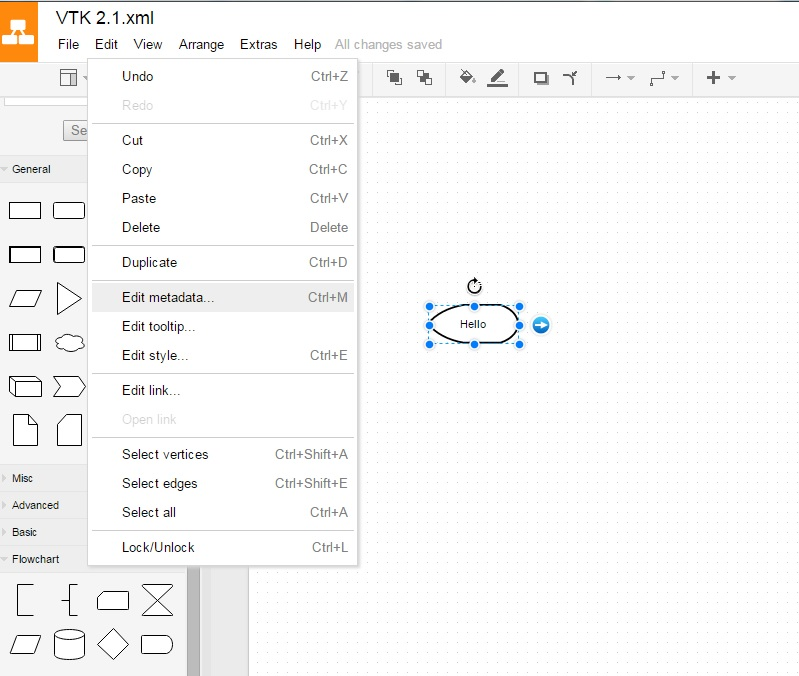 VTK 2.1.xml
File Edit View Arrange Extras Help All changes saved
Undo Ctrl+Z
Redo Ctrl+Y
Cut Ctrl+X
Copy Ctrl+C
Paste Ctrl+V
Delete Delete
Duplicate Ctrl+D
Edit metadata... Ctrl+M
Edit tooltip...
Edit style... Ctrl+E
Edit link...
Open link
Select vertices Ctrl+Shift+A
Select edges Ctrl+Shift+E
Select all Ctrl+A
Lock/Unlock Ctrl+L
Se
General
Misc
Advanced
Basic
Flowchart
Hello